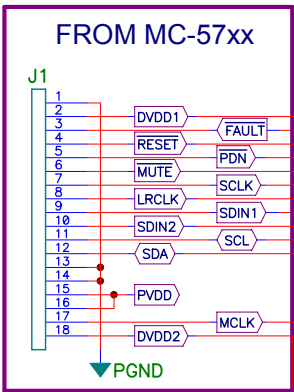 FROM MC-57xx
J1
1
2 DVDD1
3 FAULT
4 RESET
5 PDN
6 MUTE
7 SCLK
8 LRCLK
9 SDIN1
10 SDIN2
11 SCL
12 SDA
13
14
15 PVDD
16
17 MCLK
18 DVDD2
PGND